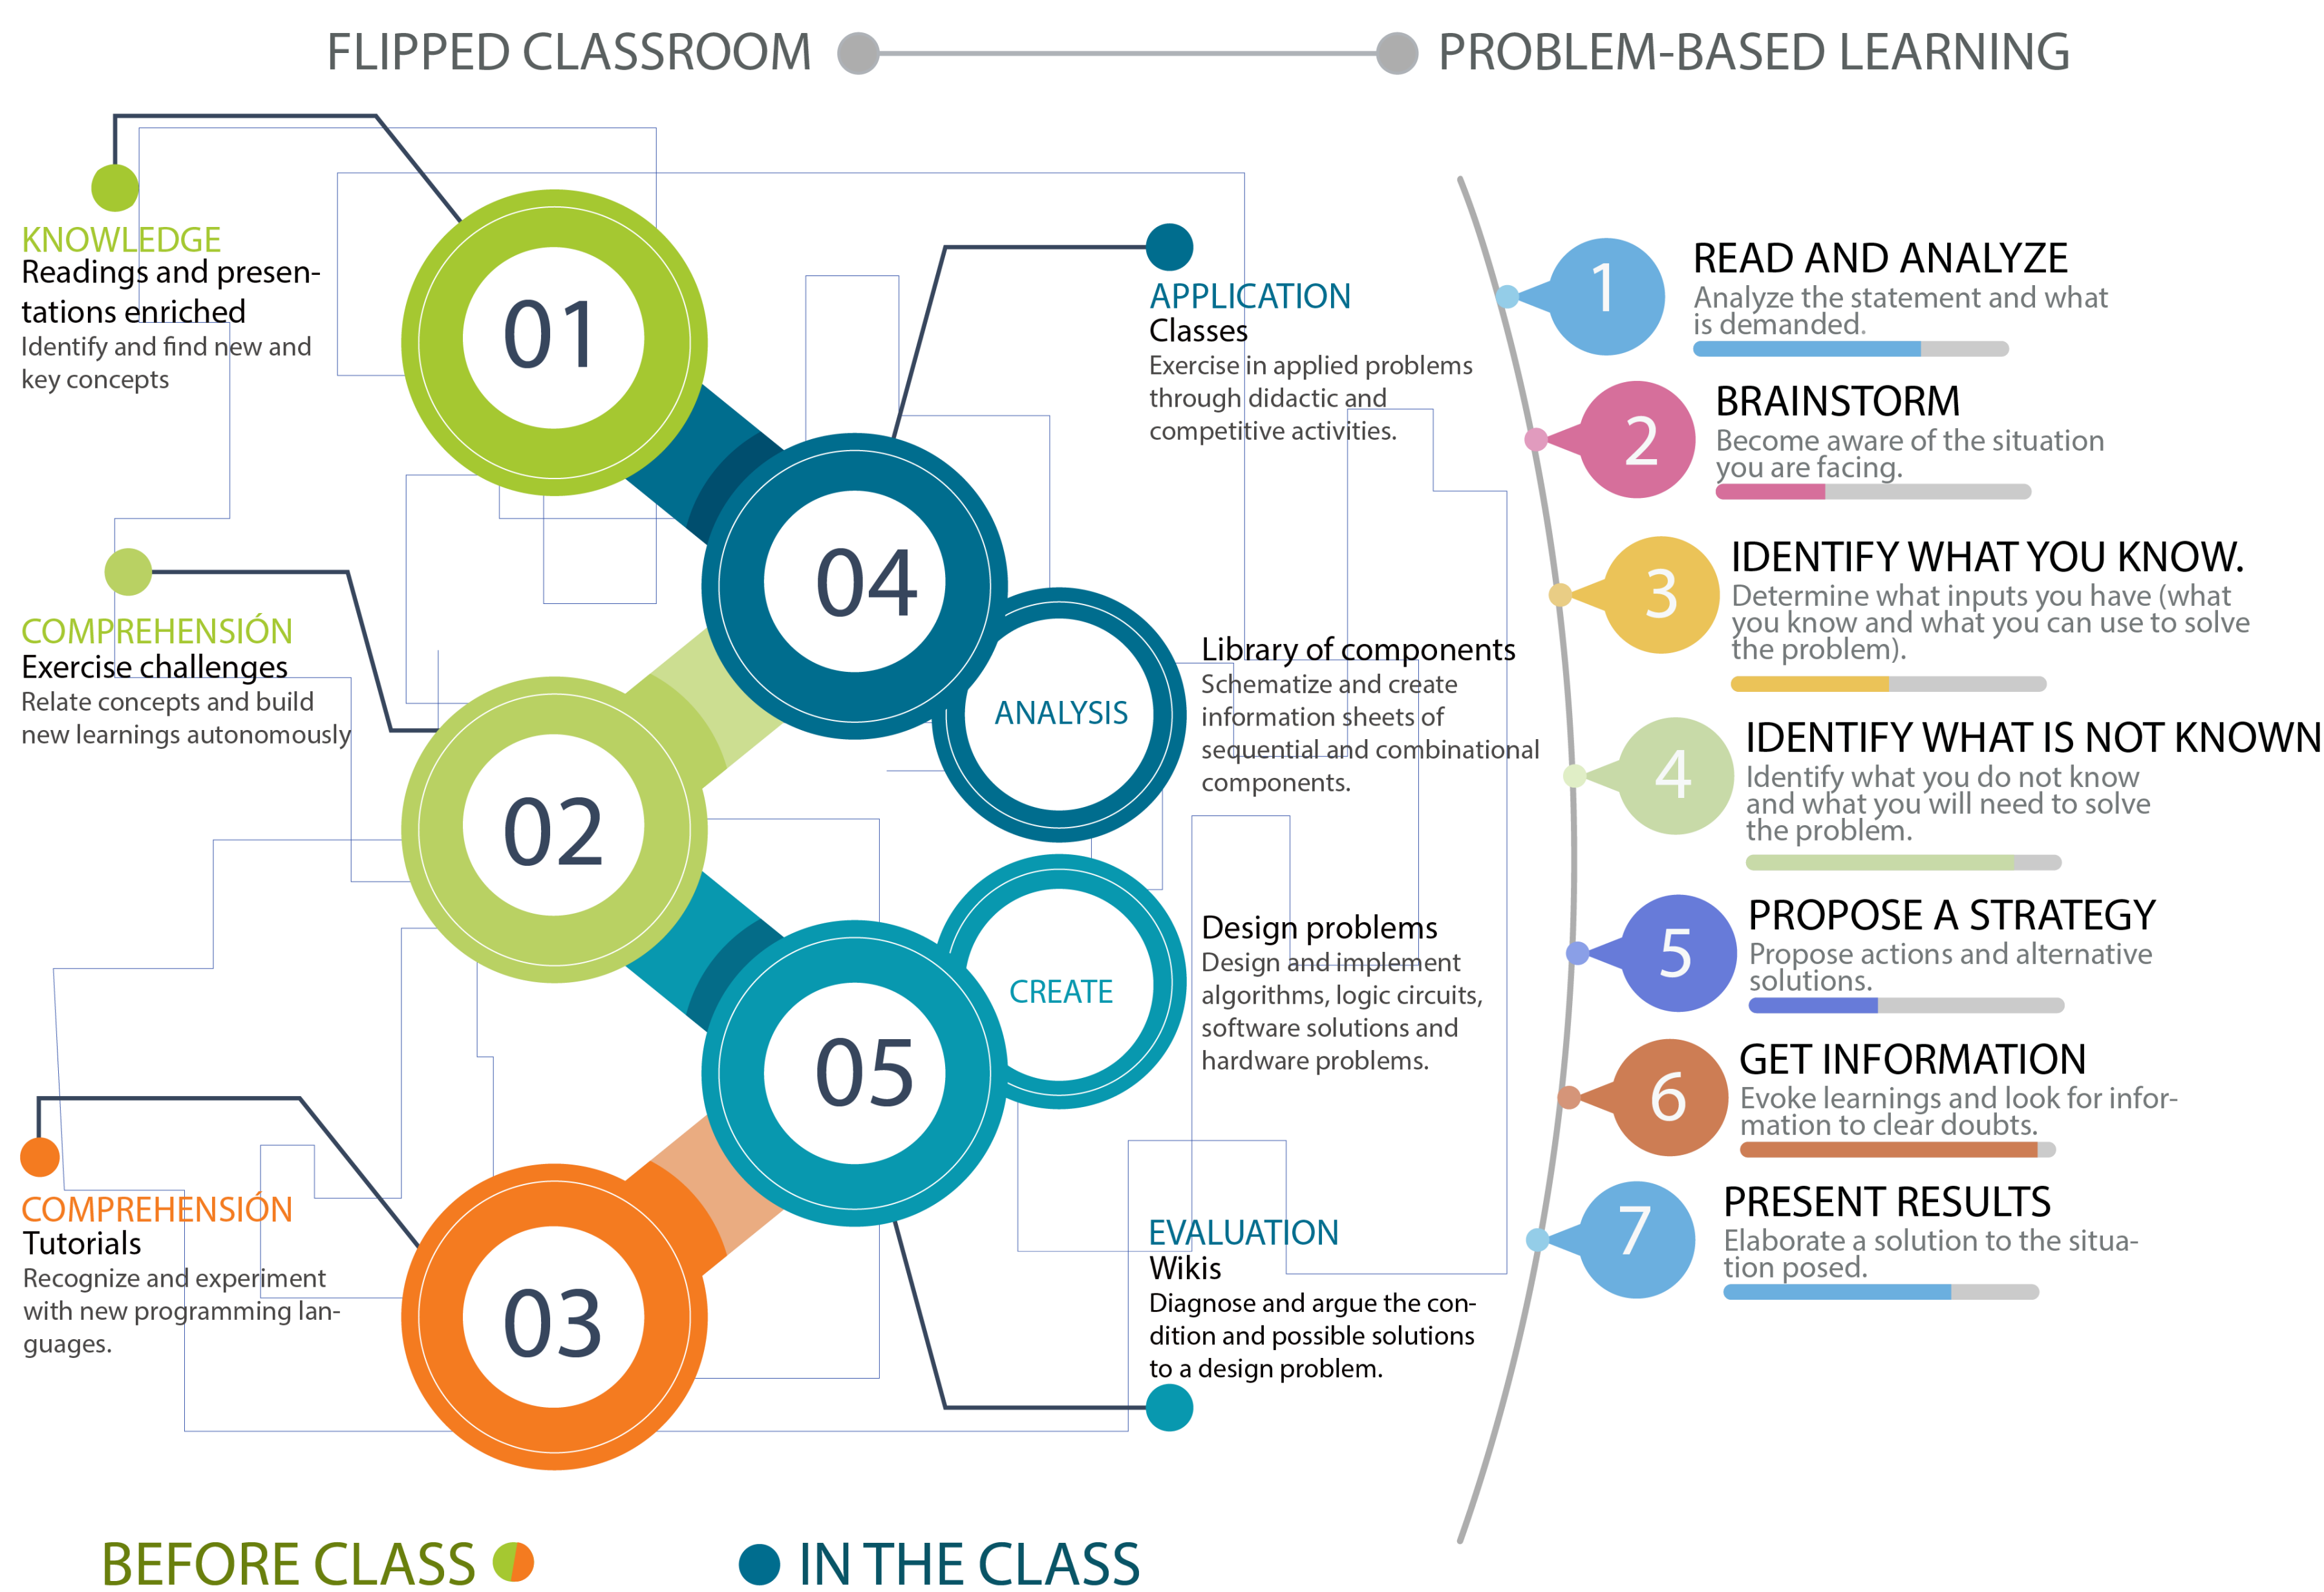 FLIPPED CLASSROOM
PROBLEM-BASED LEARNING
KNOWLEDGE
Readings and presen-
tations enriched
Identify and find new and
key concepts
01
APPLICATION
Classes
Exercise in applied problems
through didactic and
competitive activities.
04
COMPREHENSIÓN
Exercise challenges
Relate concepts and build
new learnings autonomously
02
ANALYSIS
Library of components
Schematize and create
information sheets of
sequential and combinational
components.
CREATE
Design problems
Design and implement
algorithms, logic circuits,
software solutions and
hardware problems.
05
COMPREHENSIÓN
Tutorials
Recognize and experiment
with new programming lan-
guages.
03
EVALUATION
Wikis
Diagnose and argue the con-
dition and possible solutions
to a design problem.
BEFORE CLASS
IN THE CLASS
1
READ AND ANALYZE
Analyze the statement and what
is demanded.
2
BRAINSTORM
Become aware of the situation
you are facing.
3
IDENTIFY WHAT YOU KNOW.
Determine what inputs you have (what
you know and what you can use to solve
the problem).
4
IDENTIFY WHAT IS NOT KNOWN
Identify what you do not know
and what you will need to solve
the problem.
5
PROPOSE A STRATEGY
Propose actions and alternative
solutions.
6
GET INFORMATION
Evoke learnings and look for infor-
mation to clear doubts.
7
PRESENT RESULTS
Elaborate a solution to the situa-
tion posed.